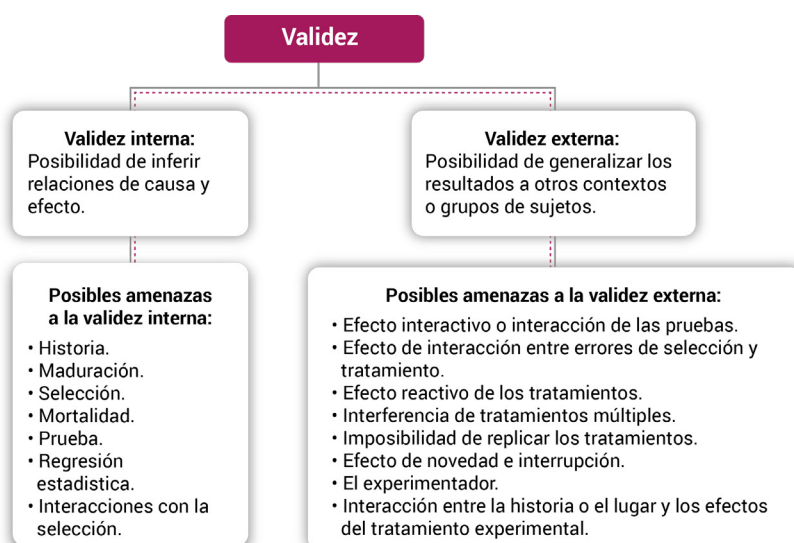 Validez
Validez interna:
Posibilidad de inferir
relaciones de causa y
efecto.
Validez externa:
Posibilidad de generalizar los
resultados a otros contextos
o grupos de sujetos.
Posibles amenazas
a la validez interna:
• Historia.
• Maduración.
• Selección.
• Mortalidad.
• Prueba.
• Regresión
estadistica.
• Interacciones con la
selección.
Posibles amenazas a la validez externa:
• Efecto interactivo o interacción de las pruebas.
• Efecto de interacción entre errores de selección y
tratamiento.
• Efecto reactivo de los tratamientos.
• Interferencia de tratamientos múltiples.
• Imposibilidad de replicar los tratamientos.
• Efecto de novedad e interrupción.
• El experimentador.
• Interacción entre la historia o el lugar y los efectos
del tratamiento experimental.